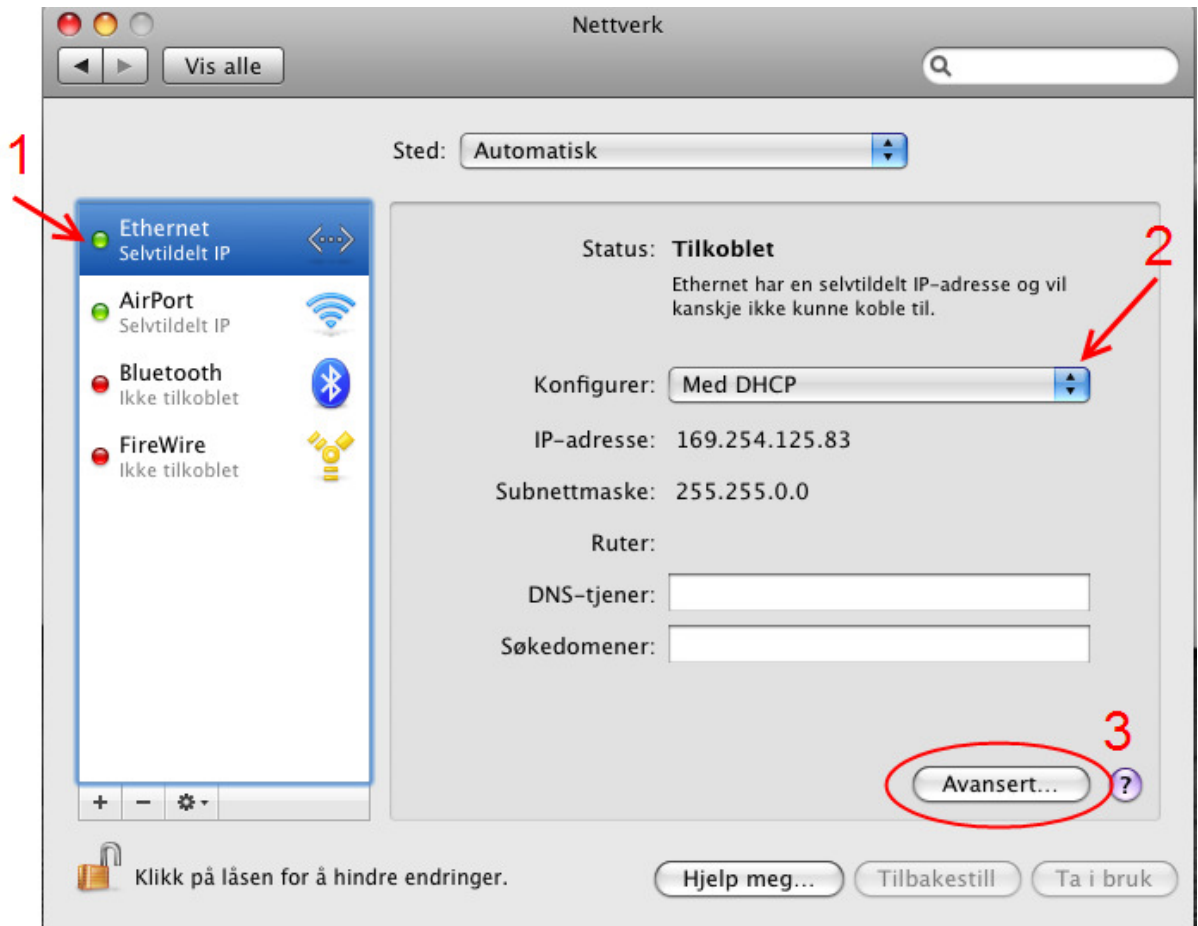 Nettverk
Vis alle
1
Sted: Automatisk
Ethernet
Selvtildelt IP
AirPort
Selvtildelt IP
Bluetooth
Ikke tilkoblet
FireWire
Ikke tilkoblet
Status: Tilkoblet
Ethernet har en selvtildelt IP-adresse og vil
kanskje ikke kunne koble til.
2
Konfigurer: Med DHCP
IP-adresse: 169.254.125.83
Subnettmaske: 255.255.0.0
Ruter:
DNS-tjener:
Søkedomener:
3
Avansert... ?
+ −
Klikk på låsen for å hindre endringer.
Hjelp meg... Tilbakestill Ta i bruk